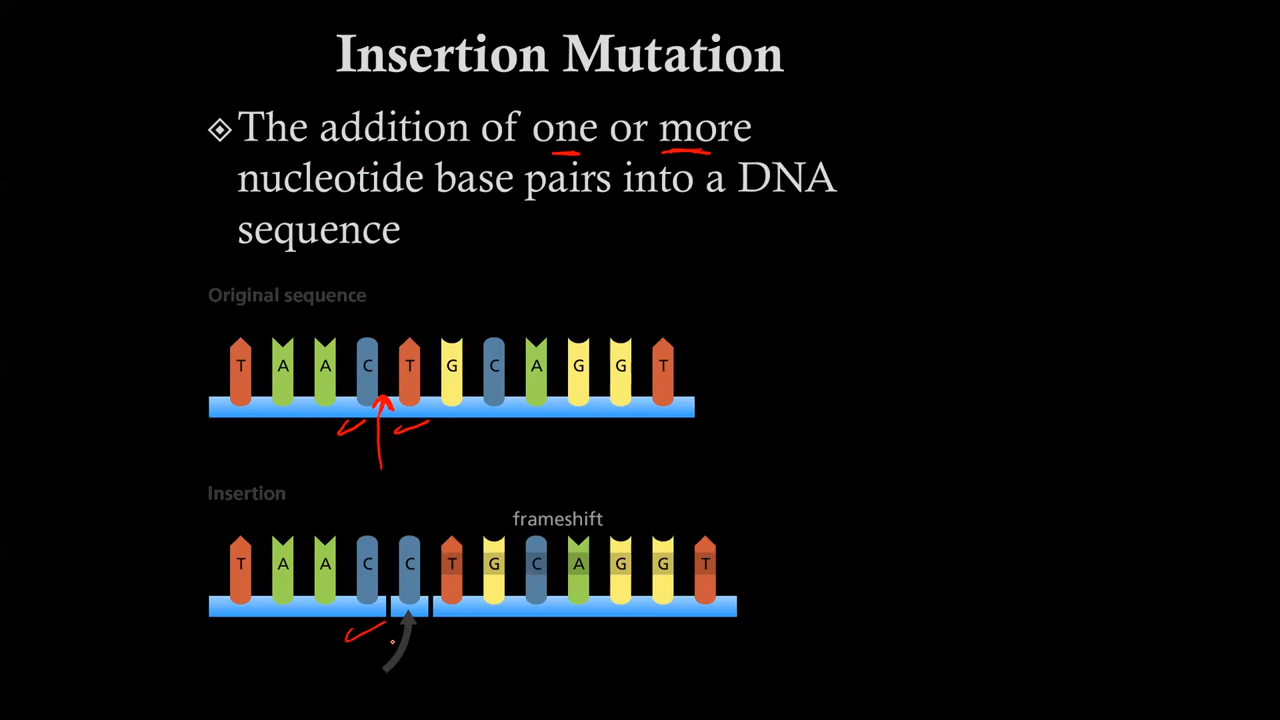 Insertion Mutation
The addition of one or more
nucleotide base pairs into a DNA
sequence
Original sequence
T A A C T G C A G G T
Insertion
frameshift
T A A C C T G C A G G T